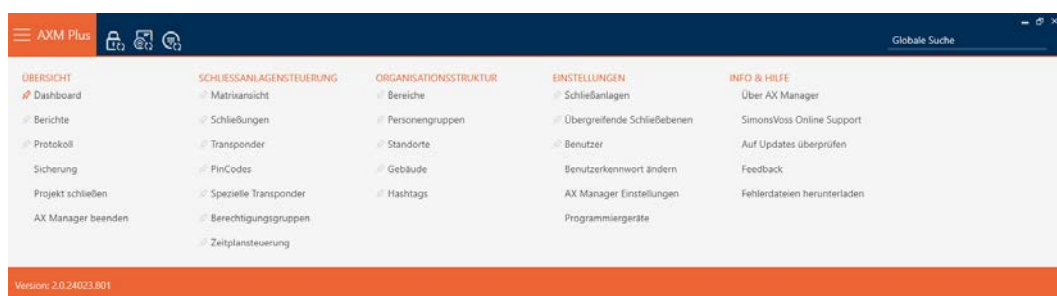 AXM Plus
Globale Suche
ÜBERSICHT
Dashboard
Berichte
Protokoll
Sicherung
Projekt schließen
AX Manager beenden
SCHLIESSANLAGENSTEUERUNG
Matrixansicht
Schließungen
Transponder
PinCodes
Spezielle Transponder
Berechtigungsgruppen
Zeitplansteuerung
ORGANISATIONSSTRUKTUR
Bereiche
Personengruppen
Standorte
Gebäude
Hashtags
EINSTELLUNGEN
Schließanlagen
Übergreifende Schließebenen
Benutzer
Benutzerkennwort ändern
AX Manager Einstellungen
Programmiergeräte
INFO & HILFE
Über AX Manager
SimonsVoss Online Support
Auf Updates überprüfen
Feedback
Fehlerdateien herunterladen
Version: 2.0.24023.801